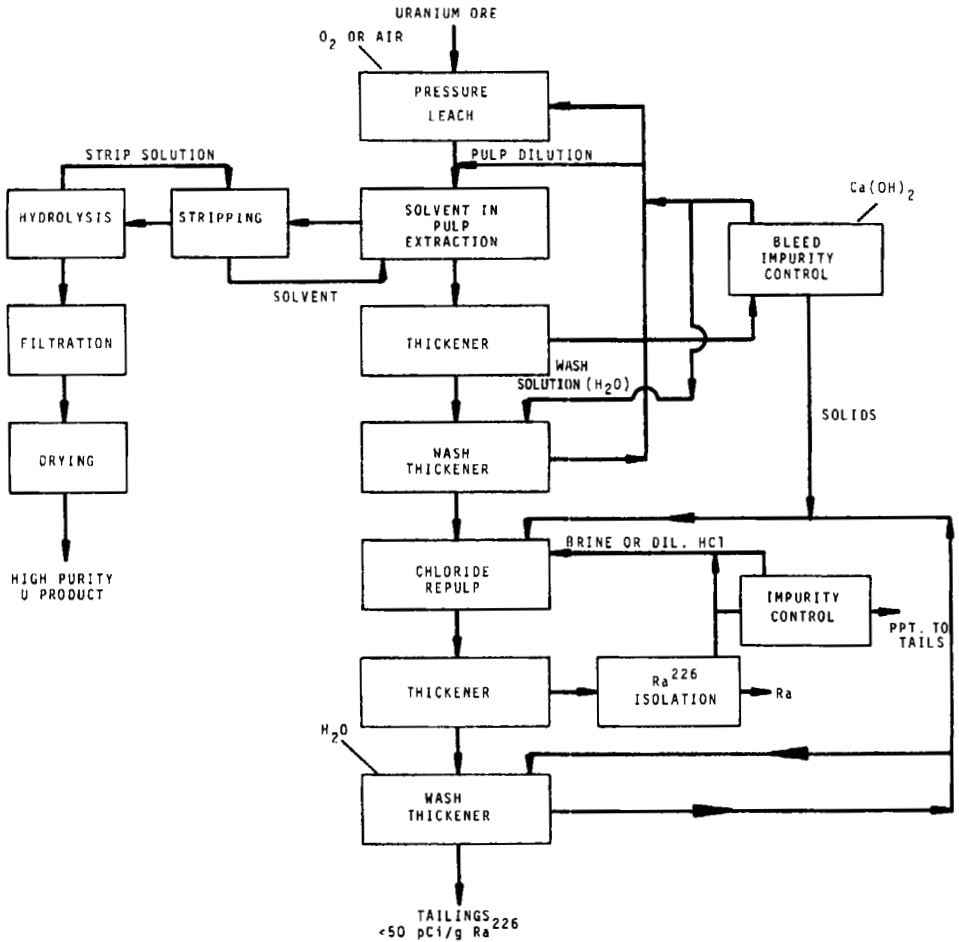 URANIUM ORE
O2 OR AIR
PRESSURE
LEACH
STRIP SOLUTION
PULP DILUTION
HYDROLYSIS
STRIPPING
SOLVENT IN
PULP
EXTRACTION
Ca(OH)2
BLEED
IMPURITY
CONTROL
SOLVENT
FILTRATION
THICKENER
WASH
SOLUTION (H2O)
SOLIDS
DRYING
WASH
THICKENER
HIGH PURITY
U PRODUCT
BRINE OR DIL. HCl
CHLORIDE
REPULP
IMPURITY
CONTROL
PPT. TO
TAILS
THICKENER
Ra226
ISOLATION
Ra
H2O
WASH
THICKENER
TAILINGS
<50 pCi/g Ra226